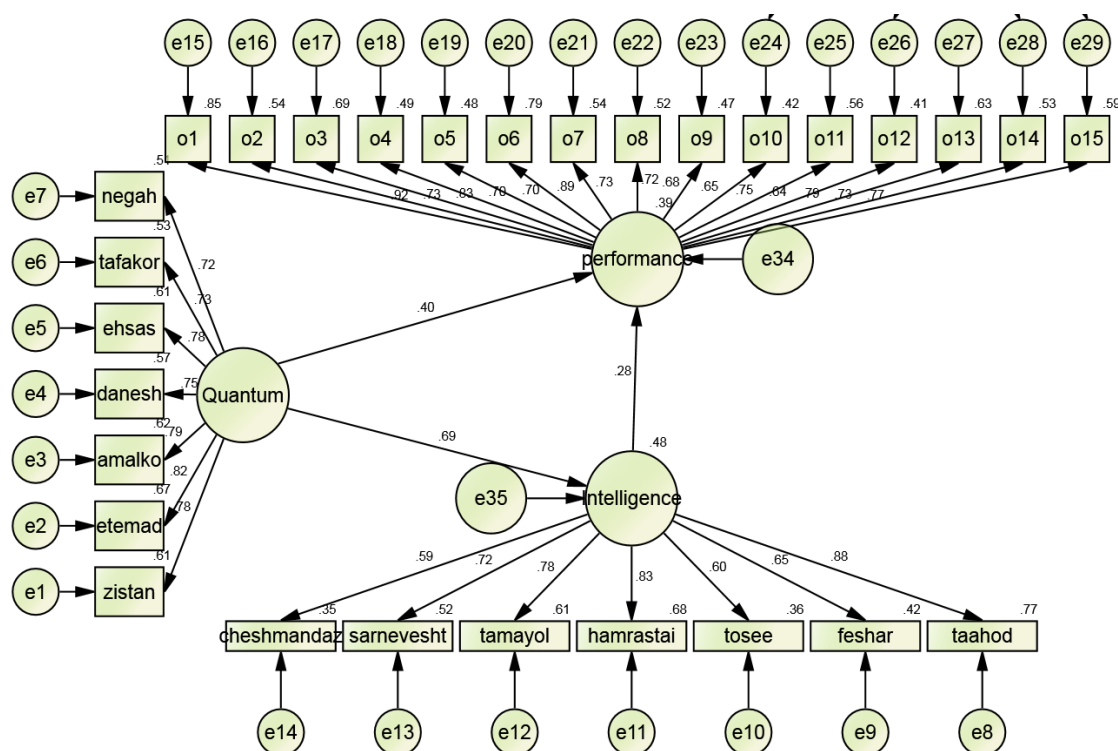 e15 e16 e17 e18 e19 e20 e21 e22 e23 e24 e25 e26 e27 e28 e29
.85 .54 .69 .49 .48 .79 .54 .52 .47 .42 .56 .41 .63 .53 .59
o1 o2 o3 o4 o5 o6 o7 o8 o9 o10 o11 o12 o13 o14 o15
.92 .73 .83 .70 .70 .89 .73 .72 .68 .65 .75 .64 .79 .73 .77
.39
performance
e34
.51
e7 negah
.53
.72
e6 tafakor
.61
.73
e5 ehsas
.57
.78
e4 danesh
.75
Quantum
.62
.79
e3 amalko
.67
.82
e2 etemad
.61
.78
e1 zistan
.40
.28
.69
.48
e35
Intelligence
.59 .72 .78 .83 .60 .65 .88
.35 .52 .61 .68 .36 .42 .77
cheshmandaz sarnevesht tamayol hamrastai tosee feshar taahod
e14 e13 e12 e11 e10 e9 e8